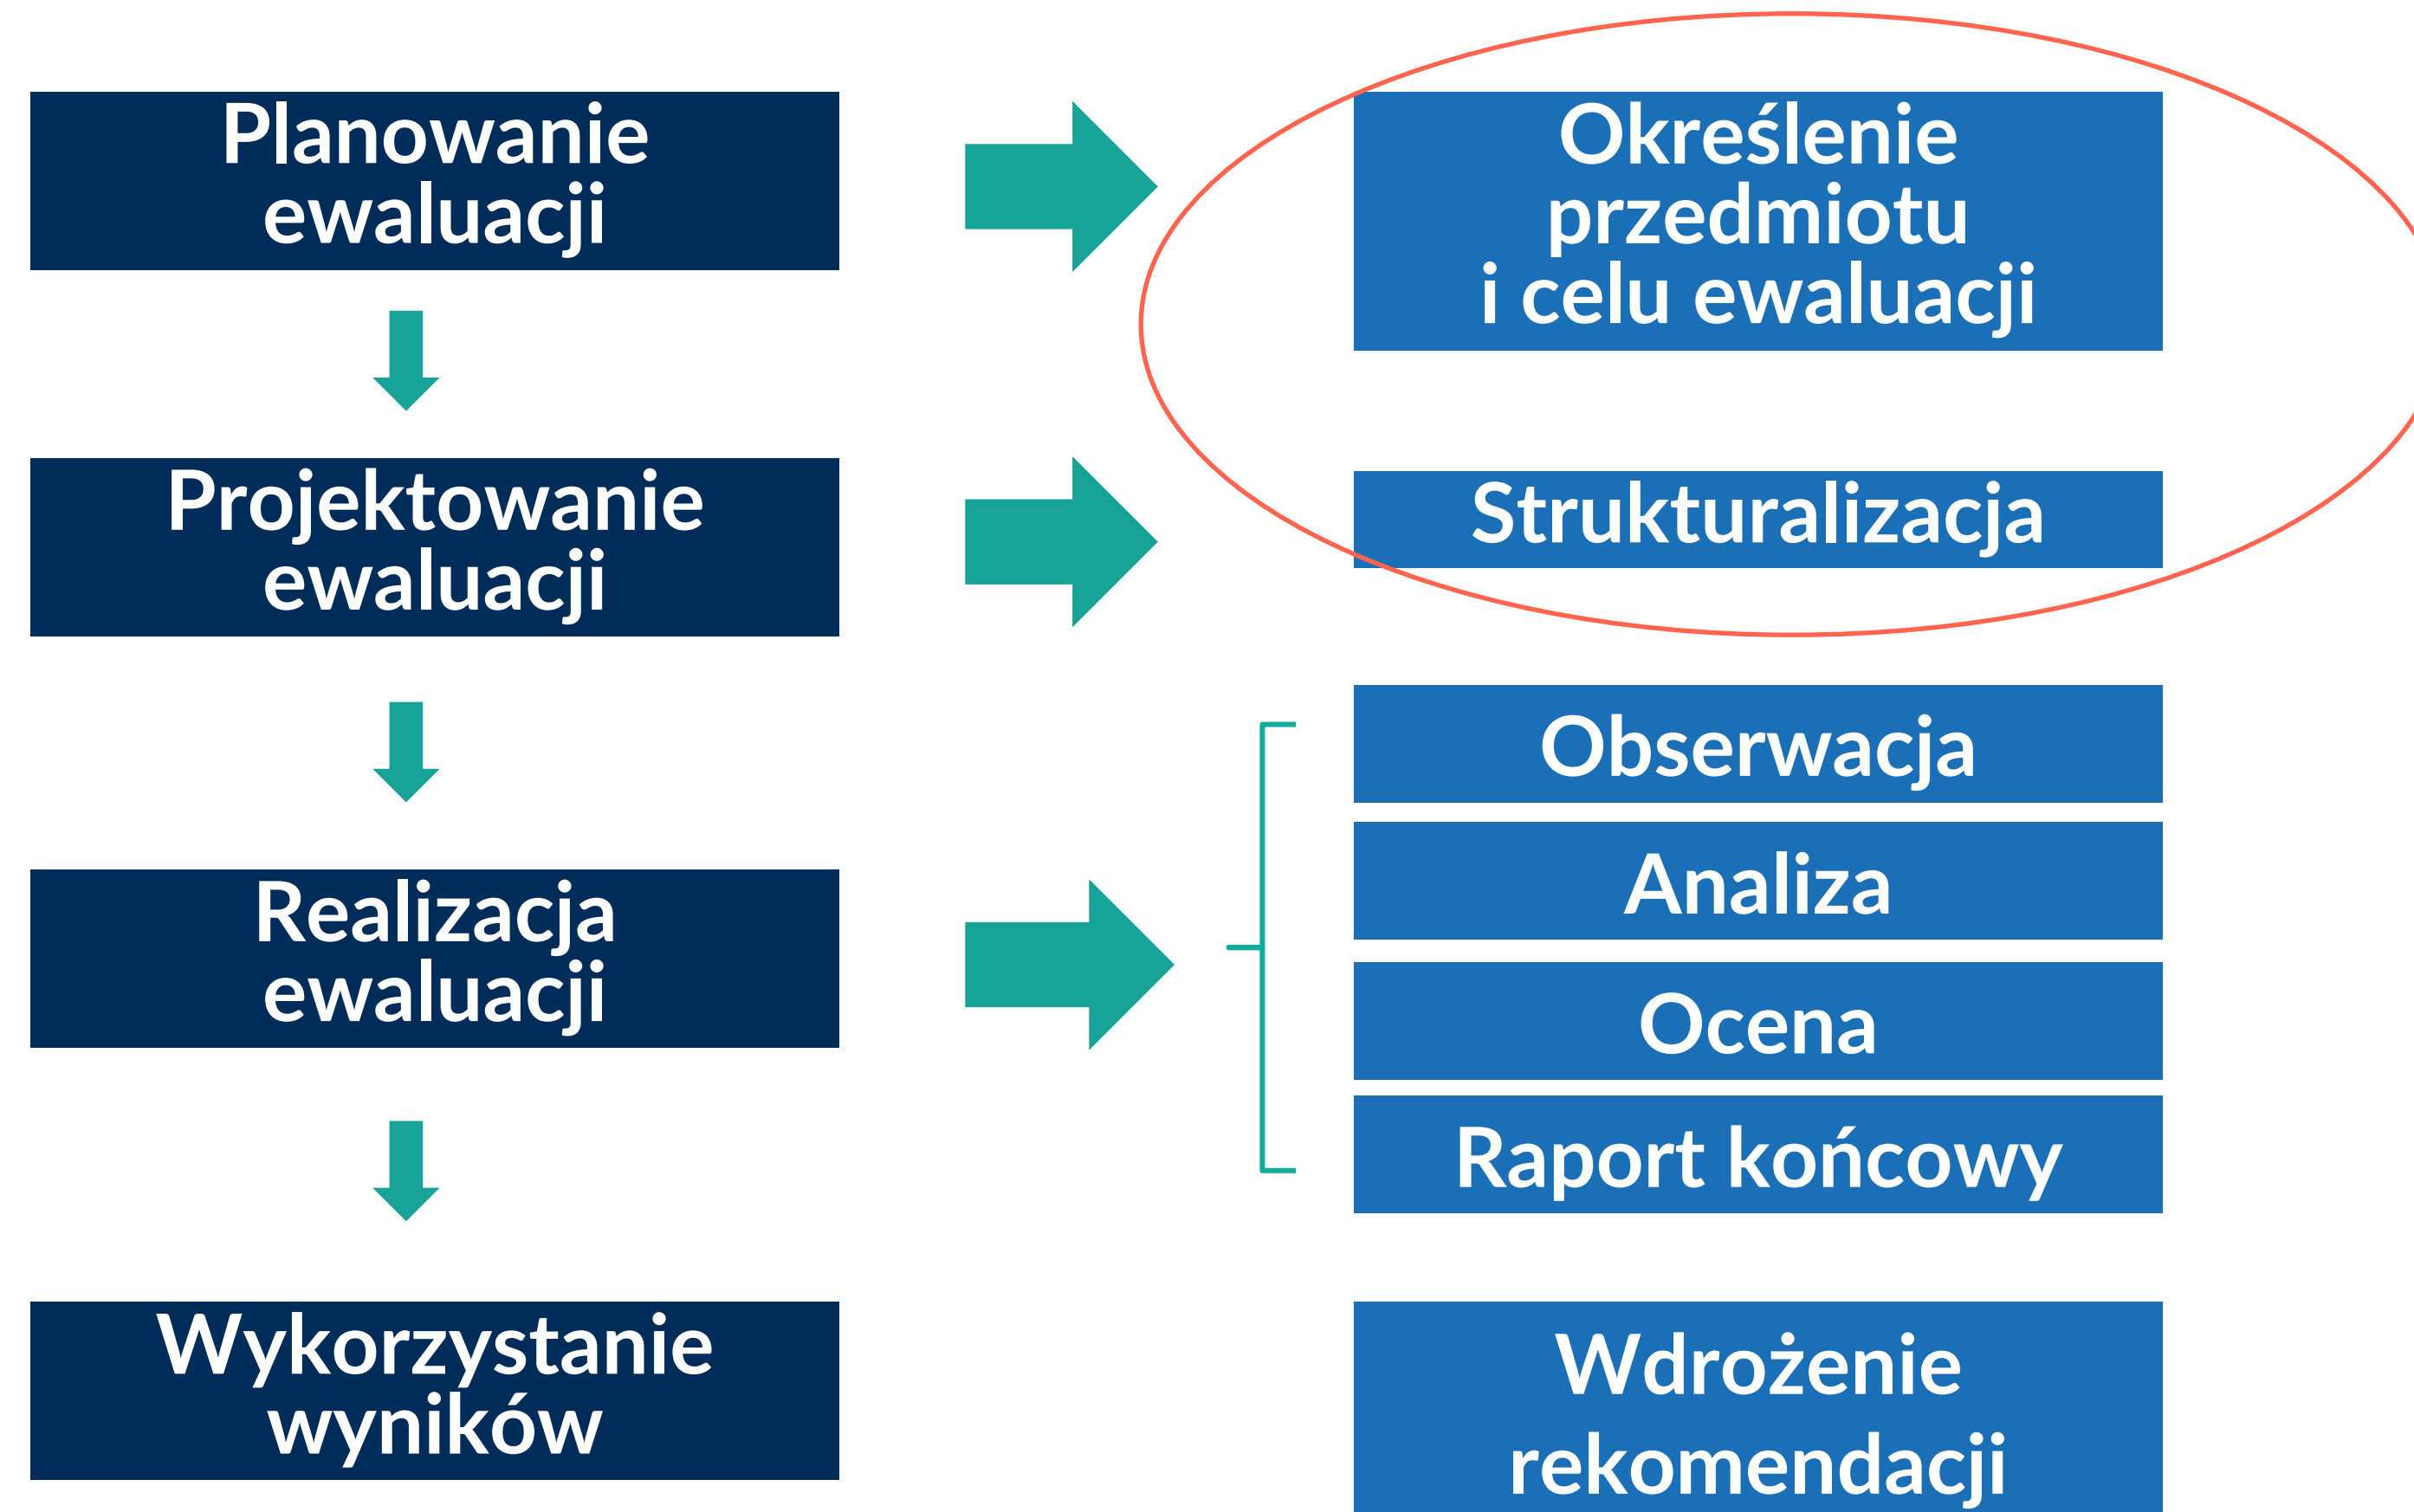 Planowanie
ewaluacji
Określenie
przedmiotu
i celu ewaluacji
Projektowanie
ewaluacji
Strukturalizacja
Realizacja
ewaluacji
Obserwacja
Analiza
Ocena
Raport końcowy
Wykorzystanie
wyników
Wdrożenie
rekomendacji